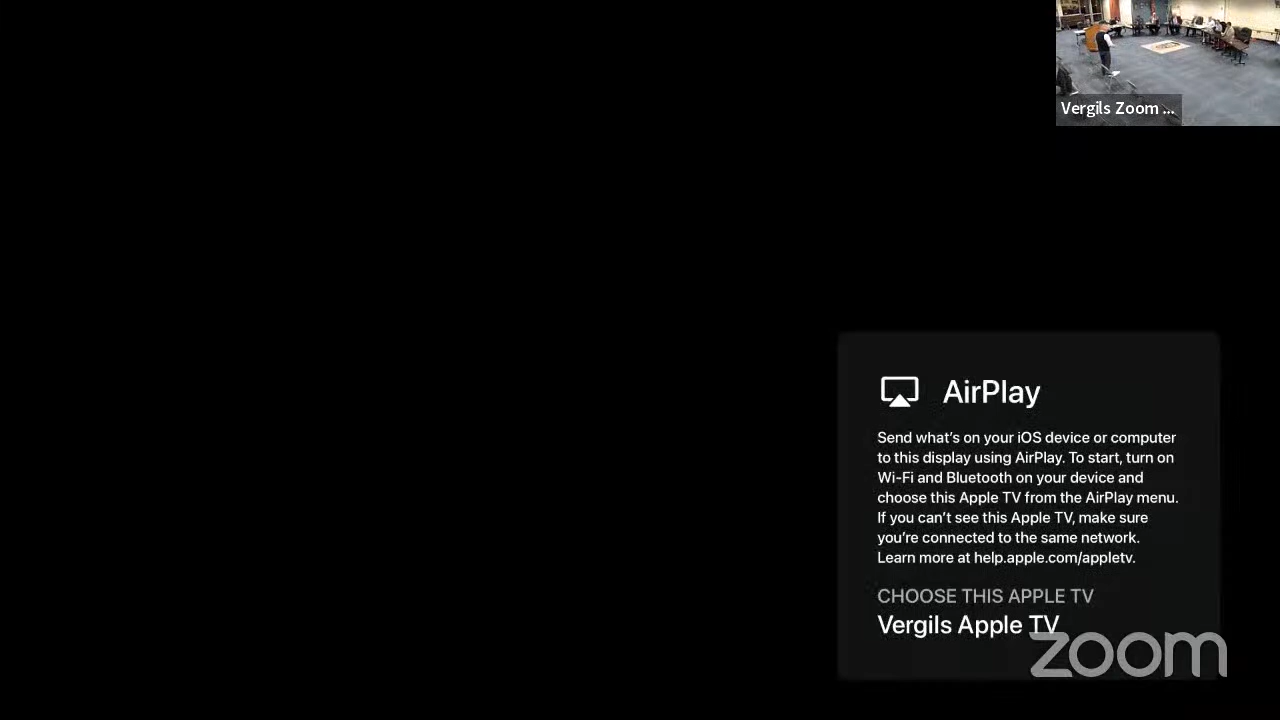 Vergils Zoom ...
AirPlay
Send what's on your iOS device or computer
to this display using AirPlay. To start, turn on
Wi-Fi and Bluetooth on your device and
choose this Apple TV from the AirPlay menu.
If you can't see this Apple TV, make sure
you're connected to the same network.
Learn more at help.apple.com/appletv.
CHOOSE THIS APPLE TV
Vergils Apple TV
zoom